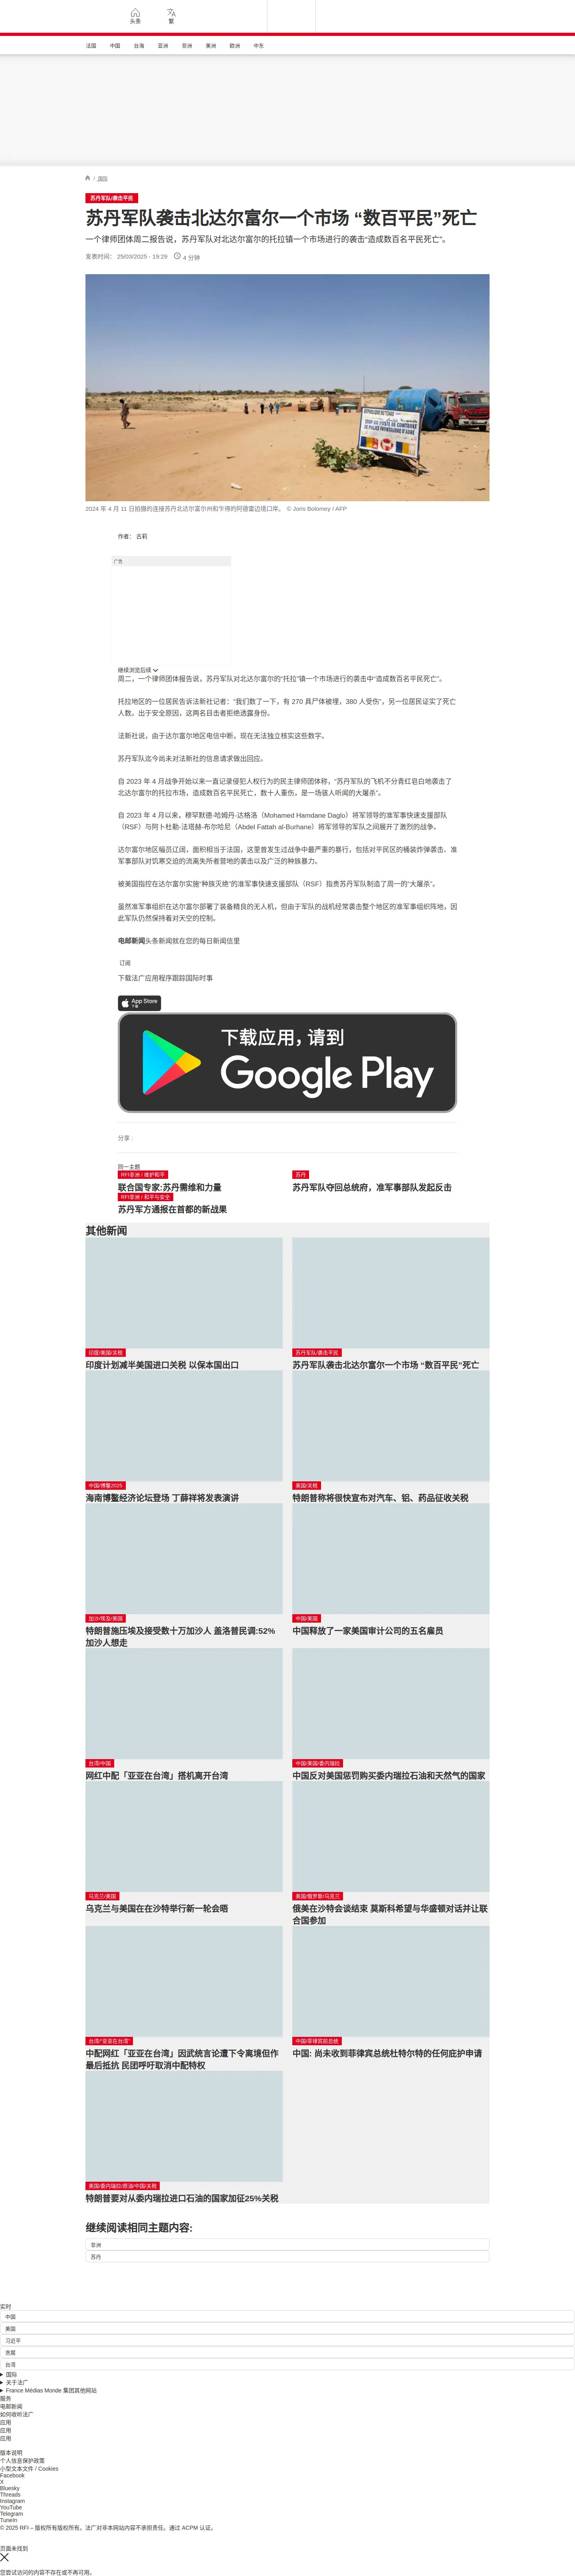 头条
繁
法国
中国
台海
亚洲
非洲
美洲
欧洲
中东
/ 国际
苏丹军队/袭击平民
苏丹军队袭击北达尔富尔一个市场 “数百平民”死亡
一个律师团体周二报告说，苏丹军队对北达尔富尔的托拉镇一个市场进行的袭击“造成数百名平民死亡”。
发表时间： 25/03/2025 - 19:29
4 分钟
2024 年 4 月 11 日拍摄的连接苏丹北达尔富尔州和乍得的阿德雷边境口岸。 © Joris Bolomey / AFP
作者： 古莉
广告
继续浏览后续
周二，一个律师团体报告说，苏丹军队对北达尔富尔的“托拉”镇一个市场进行的袭击中“造成数百名平民死亡”。
托拉地区的一位居民告诉法新社记者：“我们数了一下，有 270 具尸体被埋，380 人受伤”，另一位居民证实了死亡
人数。出于安全原因，这两名目击者拒绝透露身份。
法新社说，由于达尔富尔地区电信中断，现在无法独立核实这些数字。
苏丹军队迄今尚未对法新社的信息请求做出回应。
自 2023 年 4 月战争开始以来一直记录侵犯人权行为的民主律师团体称，“苏丹军队的飞机不分青红皂白地袭击了
北达尔富尔的托拉市场，造成数百名平民死亡，数十人重伤，是一场骇人听闻的大屠杀”。
自 2023 年 4 月以来，穆罕默德-哈姆丹-达格洛（Mohamed Hamdane Daglo）将军领导的准军事快速支援部队
（RSF）与阿卜杜勒-法塔赫-布尔哈尼（Abdel Fattah al-Burhane）将军领导的军队之间展开了激烈的战争。
达尔富尔地区幅员辽阔，面积相当于法国，这里曾发生过战争中最严重的暴行，包括对平民区的桶装炸弹袭击、准
军事部队对饥寒交迫的流离失所者营地的袭击以及广泛的种族暴力。
被美国指控在达尔富尔实施“种族灭绝”的准军事快速支援部队（RSF）指责苏丹军队制造了周一的“大屠杀”。
虽然准军事组织在达尔富尔部署了装备精良的无人机，但由于军队的战机经常袭击整个地区的准军事组织阵地，因
此军队仍然保持着对天空的控制。
电邮新闻头条新闻就在您的每日新闻信里
订阅
下载法广应用程序跟踪国际时事
App Store
下载
下载应用，请到
Google Play
分享 :
同一主题
RFI非洲 / 维护和平
联合国专家:苏丹需维和力量
苏丹
苏丹军队夺回总统府，准军事部队发起反击
RFI非洲 / 和平与安全
苏丹军方通报在首都的新战果
其他新闻
印度/美国/关税
印度计划减半美国进口关税 以保本国出口
苏丹军队/袭击平民
苏丹军队袭击北达尔富尔一个市场 “数百平民”死亡
中国/博鳌2025
海南博鳌经济论坛登场 丁薛祥将发表演讲
美国/关税
特朗普称将很快宣布对汽车、铝、药品征收关税
加沙/埃及/美国
特朗普施压埃及接受数十万加沙人 盖洛普民调:52%
加沙人想走
中国/美国
中国释放了一家美国审计公司的五名雇员
台湾/中国
网红中配「亚亚在台湾」搭机离开台湾
中国/美国/委内瑞拉
中国反对美国惩罚购买委内瑞拉石油和天然气的国家
乌克兰/美国
乌克兰与美国在在沙特举行新一轮会晤
美国/俄罗斯/乌克兰
俄美在沙特会谈结束 莫斯科希望与华盛顿对话并让联
合国参加
台湾/“亚亚在台湾”
中配网红「亚亚在台湾」因武统言论遭下令离境但作
最后抵抗 民团呼吁取消中配特权
中国/菲律宾前总统
中国: 尚未收到菲律宾总统杜特尔特的任何庇护申请
美国/委内瑞拉/原油/中国/关税
特朗普要对从委内瑞拉进口石油的国家加征25%关税
继续阅读相同主题内容:
非洲
苏丹
实时
中国
美国
习近平
贪腐
台湾
国际
关于法广
France Médias Monde 集团其他网站
服务
电邮新闻
如何收听法广
应用
应用
应用
版本说明
个人信息保护政策
小型文本文件 / Cookies
Facebook
X
Bluesky
Threads
Instagram
YouTube
Telegram
TuneIn
© 2025 RFI – 版权所有版权所有。法广对非本网站内容不承担责任。通过 ACPM 认证。
页面未找到
您尝试访问的内容不存在或不再可用。